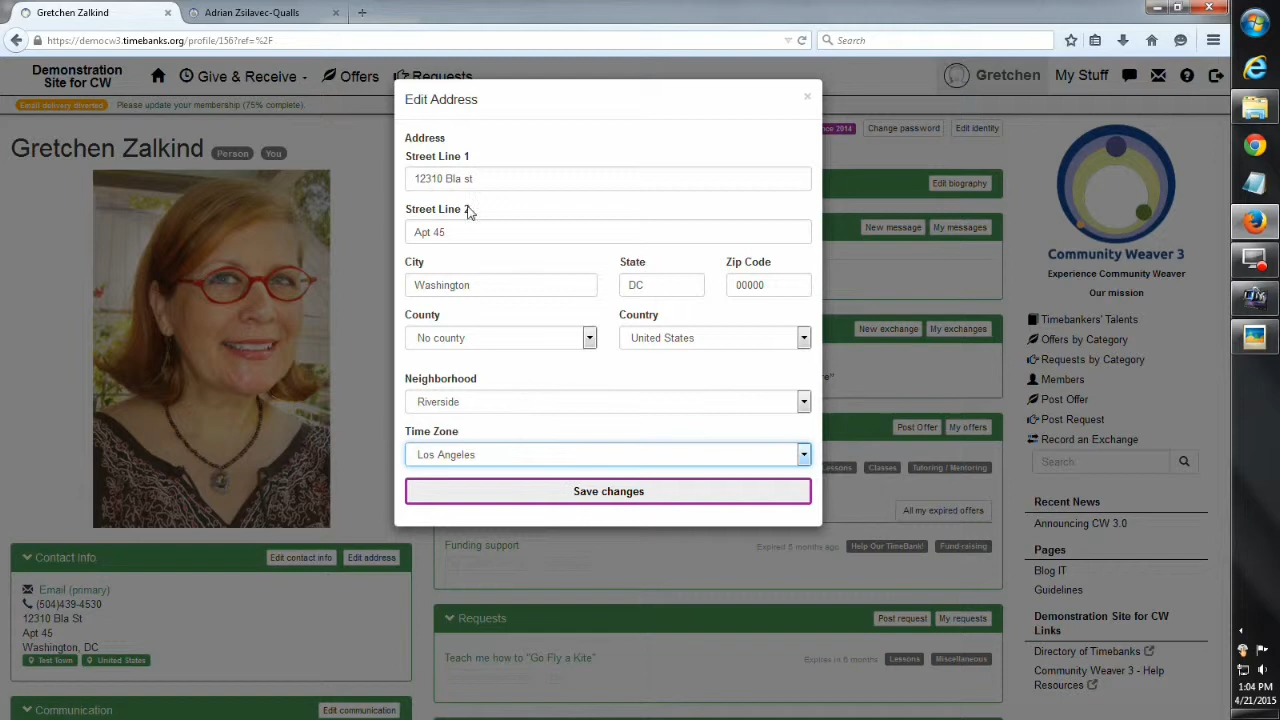 Gretchen Zalkind
Adrian Zsilavec-Qualls
https://democw3.timebanks.org/profile/156?ref=%2F
Search
Demonstration
Site for CW
Give & Receive
Offers
Requests
Gretchen
My Stuff
Email delivery diverted
Please update your membership (75% complete).
Gretchen Zalkind
Person
You
since 2014
Change password
Edit identity
Edit Address
×
Address
Street Line 1
12310 Bla st
Street Line 2
Apt 45
City
State
Zip Code
Washington
DC
00000
County
Country
No county
United States
Neighborhood
Riverside
Time Zone
Los Angeles
Save changes
Edit biography
New message
My messages
New exchange
My exchanges
Post Offer
My offers
Lessons
Classes
Tutoring / Mentoring
All my expired offers
Funding support
Expired 5 months ago
Help Our TimeBank!
Fund raising
Requests
Post request
My requests
Teach me how to "Go Fly a Kite"
Expires in 6 months
Lessons
Miscellaneous
Contact Info
Edit contact info
Edit address
Email (primary)
(504)439-4530
12310 Bla St
Apt 45
Washington, DC
Test Town
United States
Communication
Edit communication
Community Weaver 3
Experience Community Weaver
Our mission
Timebankers' Talents
Offers by Category
Requests by Category
Members
Post Offer
Post Request
Record an Exchange
Search
Recent News
Announcing CW 3.0
Pages
Blog IT
Guidelines
Demonstration Site for CW
Links
Directory of Timebanks
Community Weaver 3 - Help
Resources
1:04 PM
4/21/2015